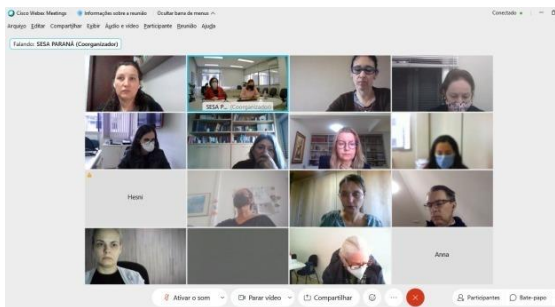 Cisco Webex Meetings Informações sobre a reunião Ocultar barra de menus Conectado
Arquivo Editar Compartilhar Exibir Áudio e vídeo Participante Reunião Ajuda
Falando: SESA PARANÁ (Coorganizador)
SESA P... (Coorganizador)
Hesni
Anna
Ativar o som Parar vídeo Compartilhar Participantes Bate-papo